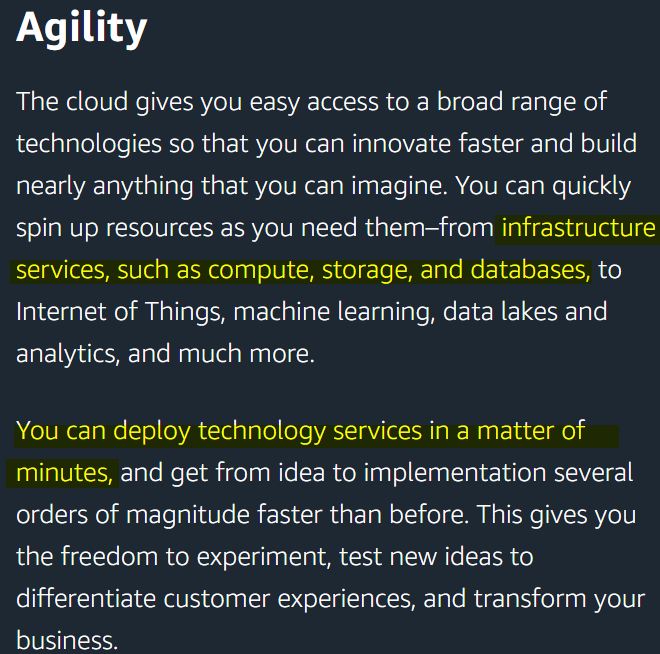 Agility
The cloud gives you easy access to a broad range of
technologies so that you can innovate faster and build
nearly anything that you can imagine. You can quickly
spin up resources as you need them–from infrastructure
services, such as compute, storage, and databases, to
Internet of Things, machine learning, data lakes and
analytics, and much more.
You can deploy technology services in a matter of
minutes, and get from idea to implementation several
orders of magnitude faster than before. This gives you
the freedom to experiment, test new ideas to
differentiate customer experiences, and transform your
business.